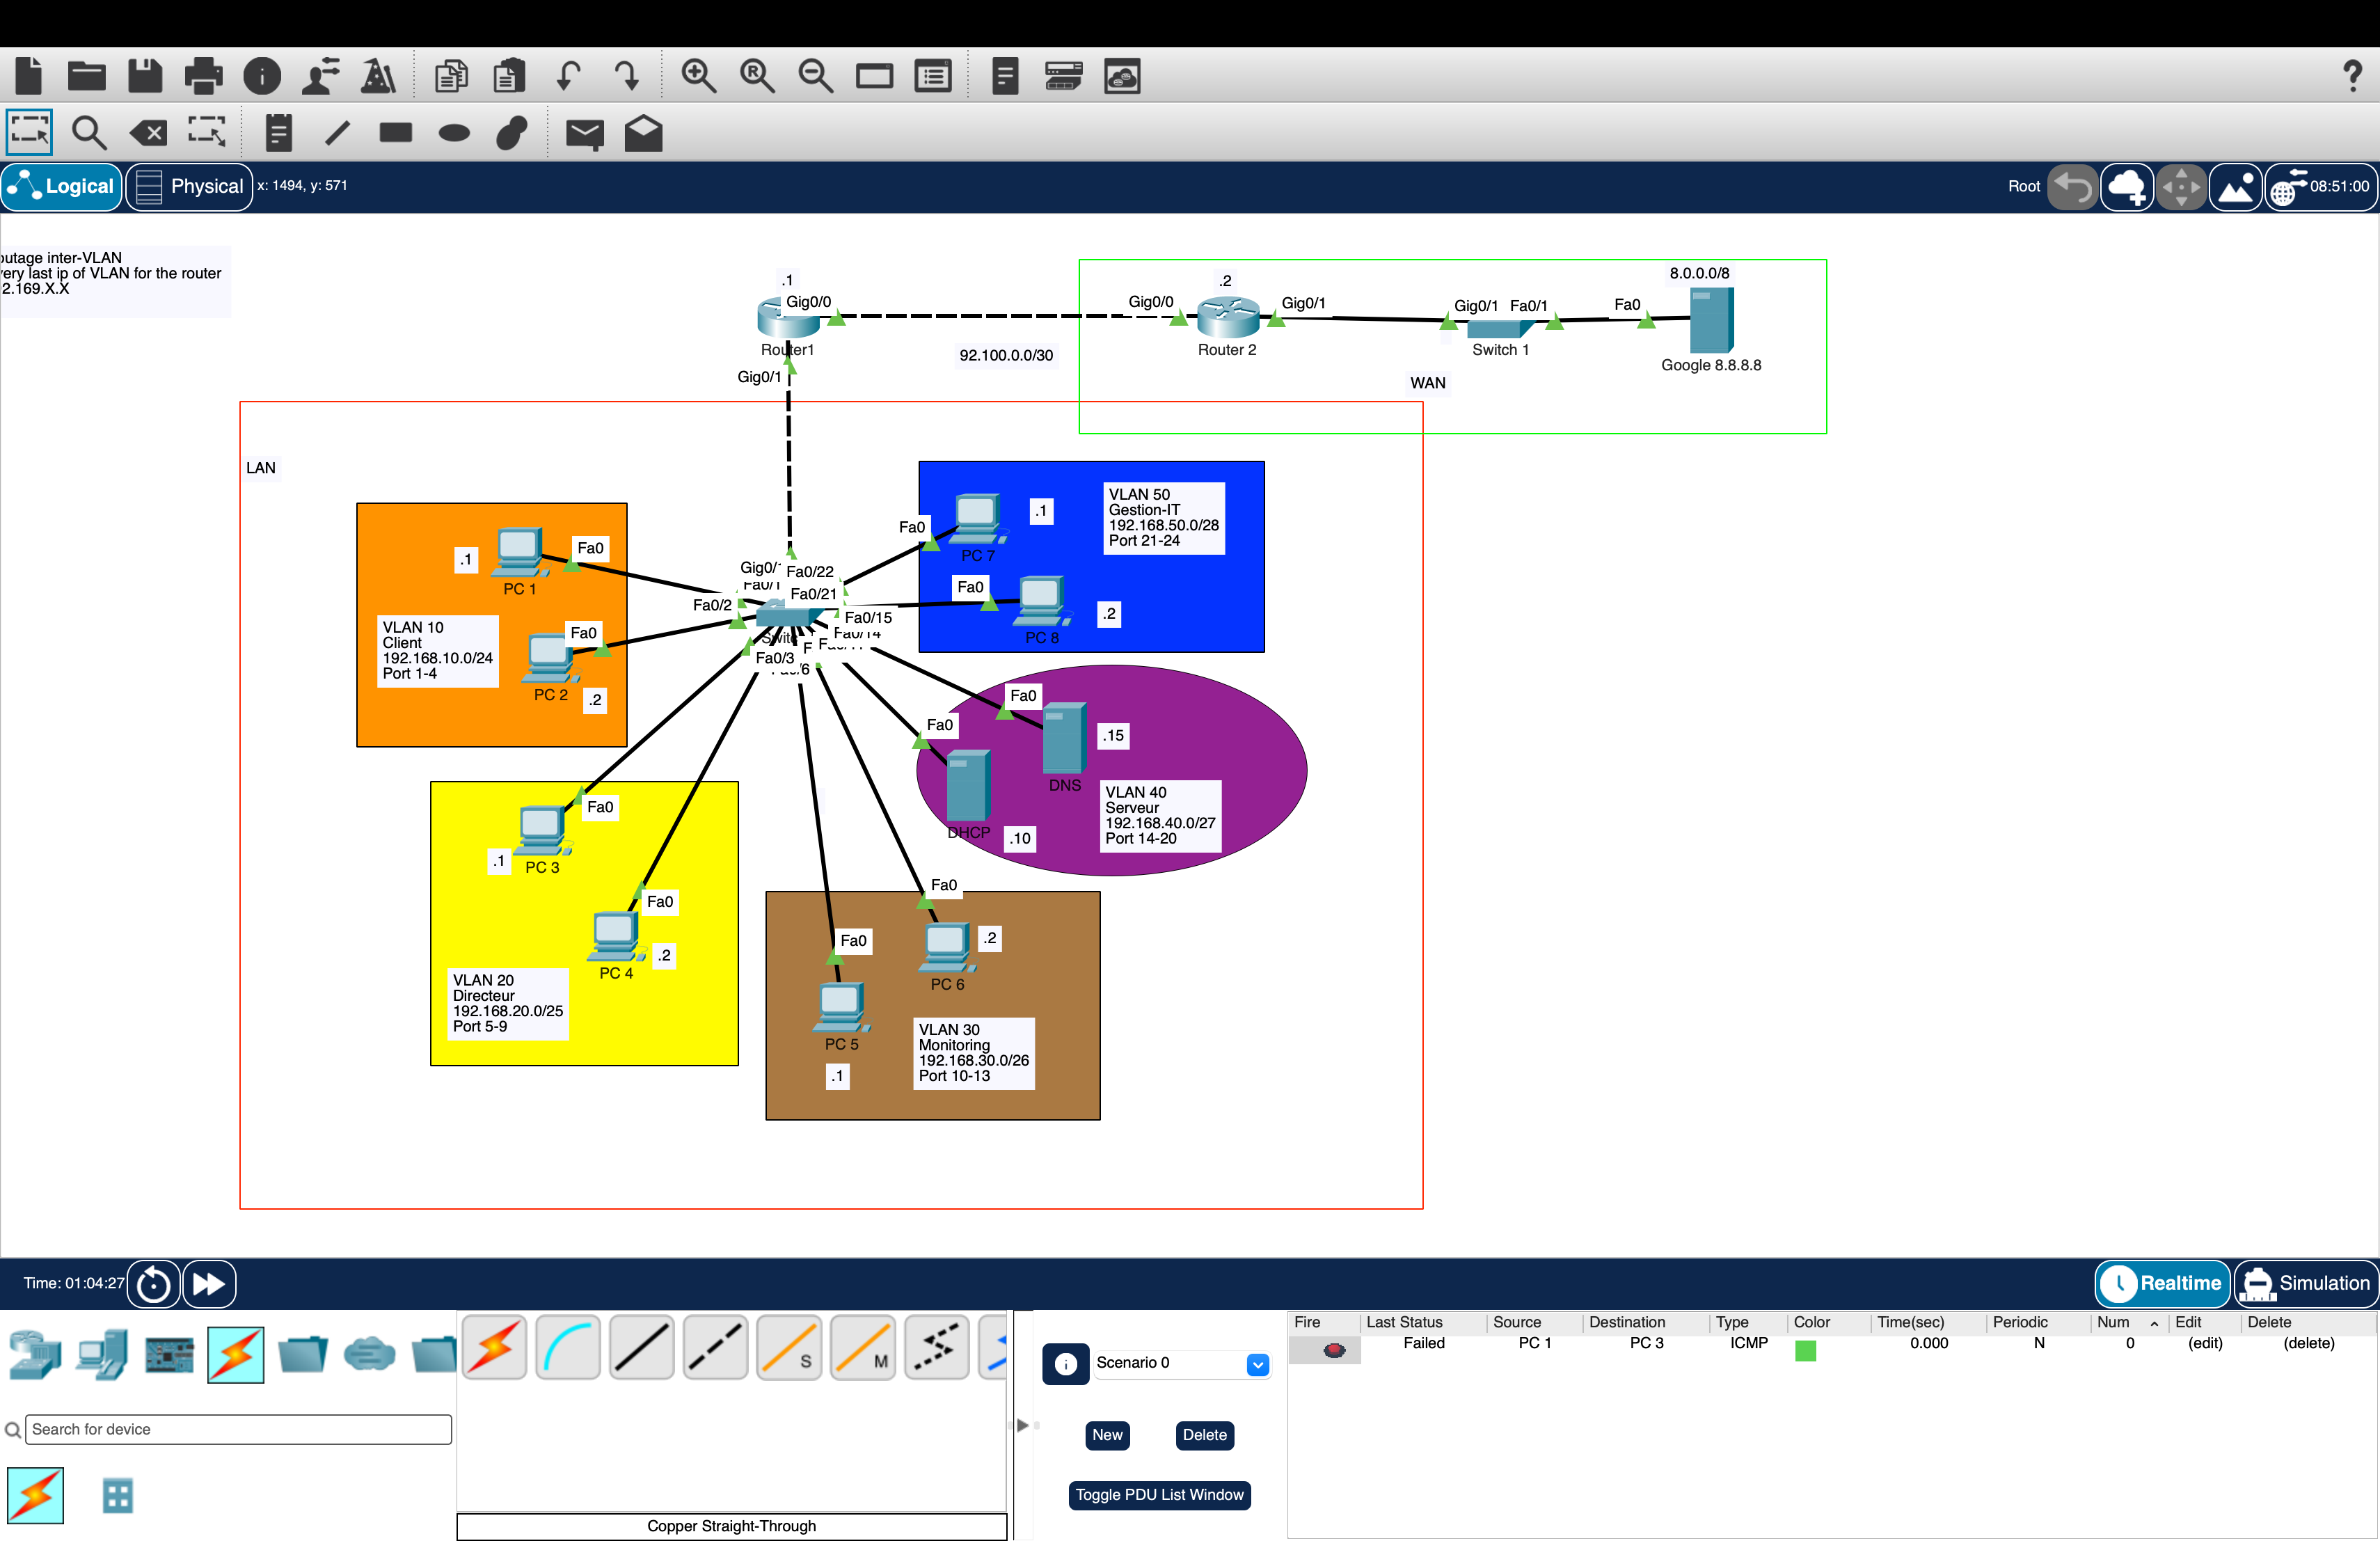 Logical
Physical
x: 1494, y: 571
Root
08:51:00
outage inter-VLAN
very last ip of VLAN for the router
2.169.X.X
.1
Gig0/0
Router1
Gig0/1
92.100.0.0/30
.2
Gig0/0
Gig0/1
Router 2
Gig0/1
Fa0/1
Switch 1
Fa0
8.0.0.0/8
Google 8.8.8.8
WAN
LAN
.1
Fa0
PC 1
VLAN 10
Client
192.168.10.0/24
Port 1-4
Fa0
PC 2
.2
Fa0/22
Fa0/21
Fa0/2
Fa0/15
Fa0/3
Fa0
PC 7
.1
VLAN 50
Gestion-IT
192.168.50.0/28
Port 21-24
Fa0
PC 8
.2
Fa0
DNS
.15
Fa0
DHCP
.10
VLAN 40
Serveur
192.168.40.0/27
Port 14-20
Fa0
.1
PC 3
Fa0
PC 4
.2
VLAN 20
Directeur
192.168.20.0/25
Port 5-9
Fa0
PC 5
.1
Fa0
PC 6
.2
VLAN 30
Monitoring
192.168.30.0/26
Port 10-13
Time: 01:04:27
Realtime
Simulation
S
M
Search for device
Copper Straight-Through
Scenario 0
New
Delete
Toggle PDU List Window
Fire Last Status Source Destination Type Color Time(sec) Periodic Num Edit Delete
Failed PC 1 PC 3 ICMP 0.000 N 0 (edit) (delete)